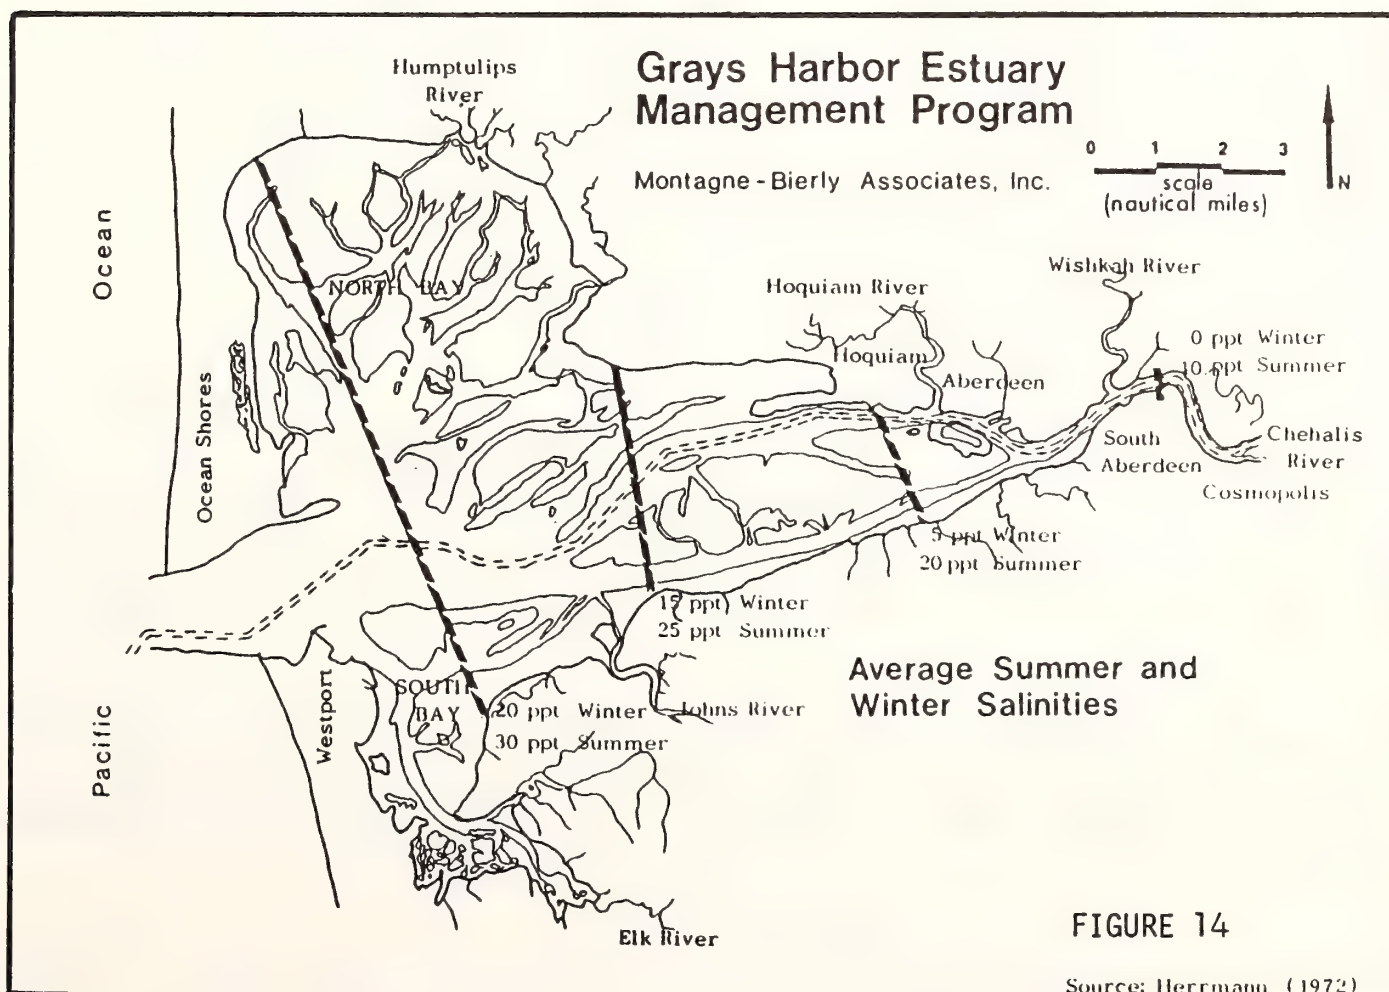 Grays Harbor Estuary
Management Program
Montagne-Bierly Associates, Inc.
0 1 2 3
scale
(nautical miles)
N
Humptulips
River
Ocean
Ocean Shores
NORTH BAY
Hoquiam River
Wishkah River
Hoquiam
Aberdeen
0 ppt Winter
10 ppt Summer
South
Aberdeen
Chehalis
River
Cosmopolis
5 ppt Winter
20 ppt Summer
15 ppt Winter
25 ppt Summer
Average Summer and
Winter Salinities
Pacific
Westport
SOUTH
BAY
20 ppt Winter
30 ppt Summer
Johns River
Elk River
FIGURE 14
Source: Herrmann (1972)